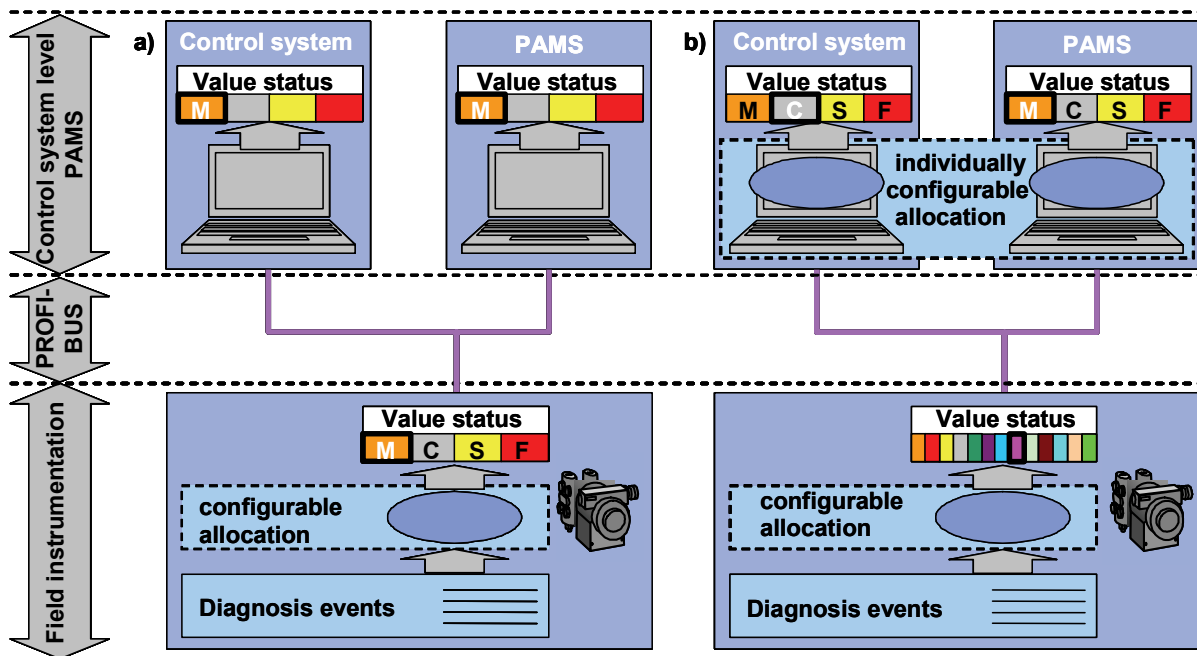 Control system level
PAMS
PROFI-
BUS
Field instrumentation
a)
Control system
Value status
M
PAMS
Value status
M
Value status
M C S F
configurable
allocation
Diagnosis events
b)
Control system
Value status
M C S F
PAMS
Value status
M C S F
individually
configurable
allocation
Value status
configurable
allocation
Diagnosis events